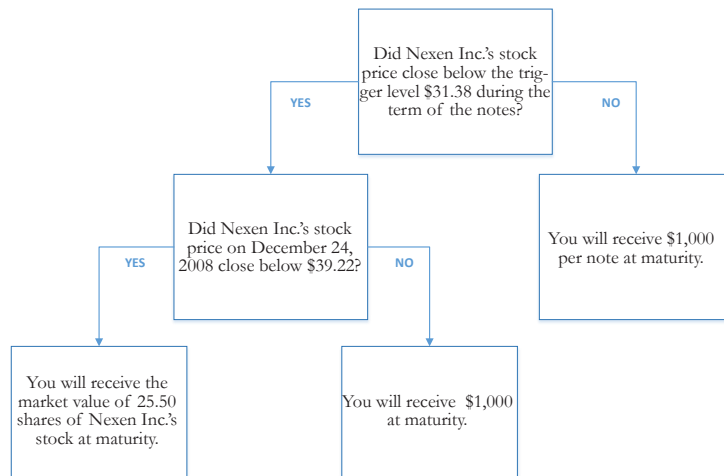 Did Nexen Inc.'s stock
price close below the trig-
ger level $31.38 during the
term of the notes?
YES
NO
Did Nexen Inc.'s stock
price on December 24,
2008 close below $39.22?
You will receive $1,000
per note at maturity.
YES
NO
You will receive the
market value of 25.50
shares of Nexen Inc.'s
stock at maturity.
You will receive $1,000
at maturity.